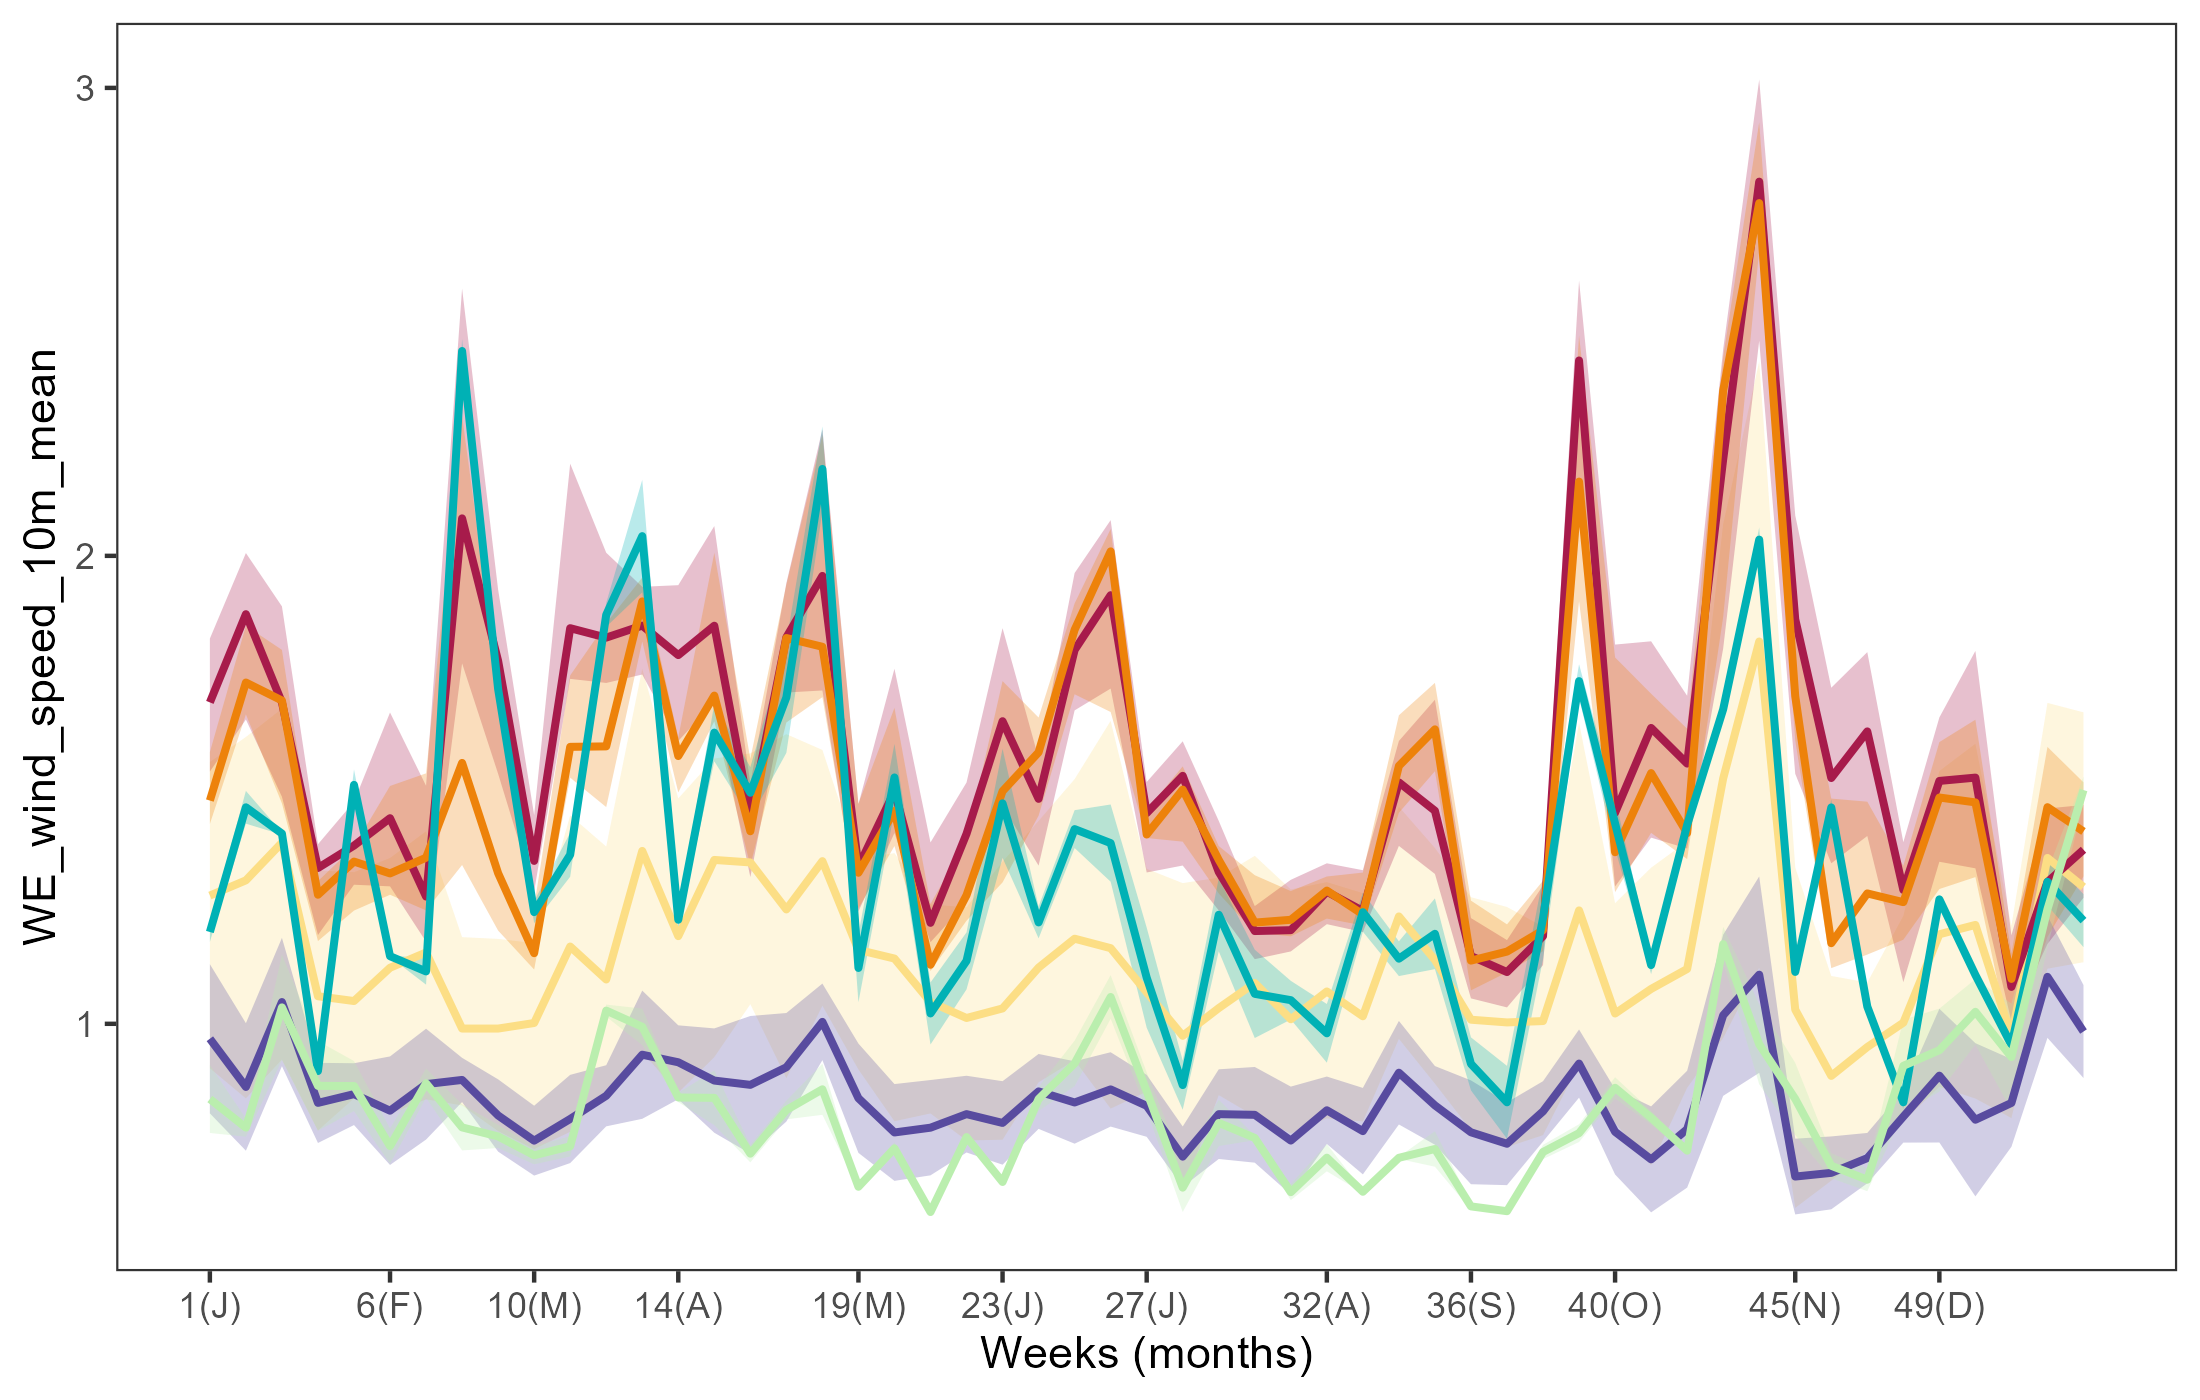 WE_wind_speed_10m_mean
3
2
1
1(J) 6(F) 10(M) 14(A) 19(M) 23(J) 27(J) 32(A) 36(S) 40(O) 45(N) 49(D)
Weeks (months)